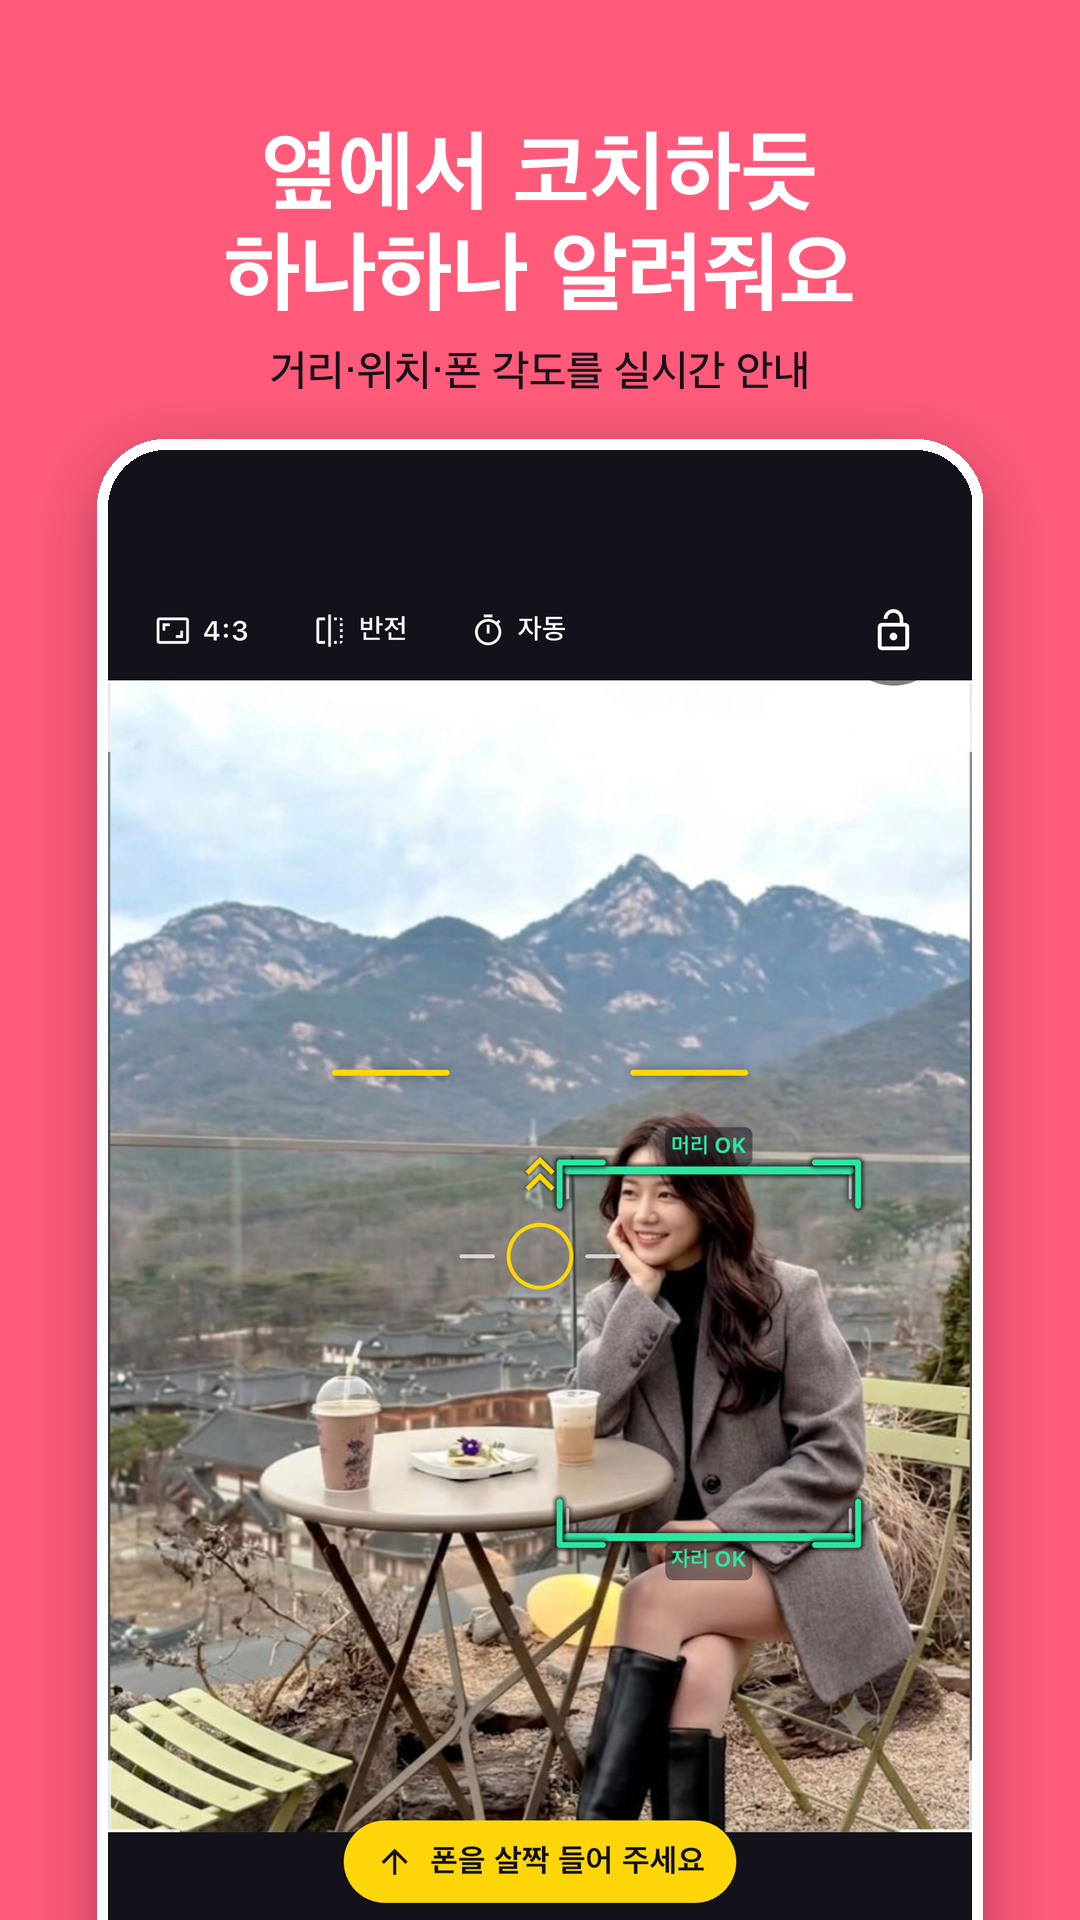 옆에서 코치하듯
하나하나 알려줘요
거리·위치·폰 각도를 실시간 안내
4:3 반전 자동
머리 OK
자리 OK
폰을 살짝 들어 주세요